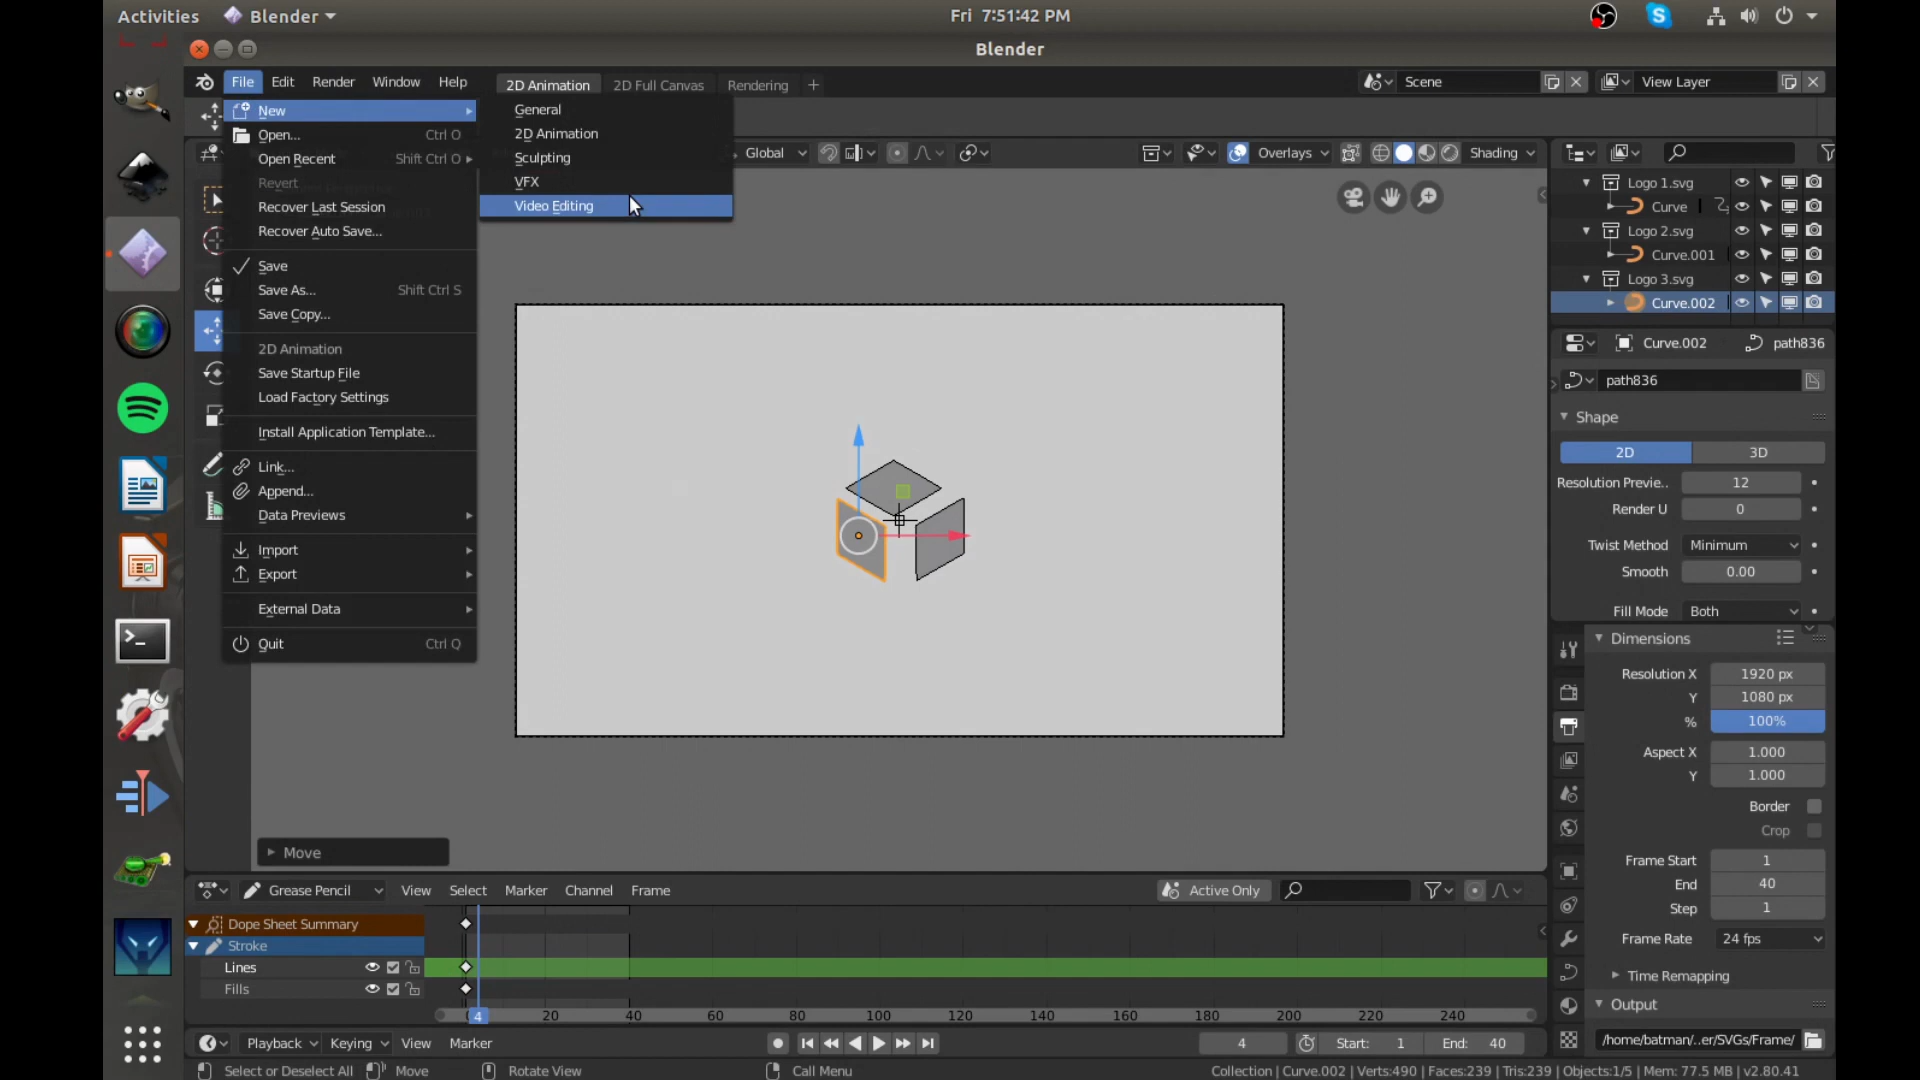 Activities
Blender
Fri 7:51:42 PM
Blender
File Edit Render Window Help
2D Animation 2D Full Canvas Rendering +
Scene
View Layer
New
Open... Ctrl O
Open Recent Shift Ctrl O
Revert
Recover Last Session
Recover Auto Save...
Save
Save As... Shift Ctrl S
Save Copy...
2D Animation
Save Startup File
Load Factory Settings
Install Application Template...
Link...
Append...
Data Previews
Import
Export
External Data
Quit Ctrl Q
General
2D Animation
Sculpting
VFX
Video Editing
Global
Overlays
Shading
Logo 1.svg
Curve
Logo 2.svg
Curve.001
Logo 3.svg
Curve.002
Curve.002 path836
path836
Shape
2D 3D
Resolution Previe.. 12
Render U 0
Twist Method Minimum
Smooth 0.00
Fill Mode Both
Dimensions
Resolution X 1920 px
Y 1080 px
% 100%
Aspect X 1.000
Y 1.000
Border
Crop
Frame Start 1
End 40
Step 1
Frame Rate 24 fps
Time Remapping
Output
/home/batman/..er/SVGs/Frame/
Move
Grease Pencil View Select Marker Channel Frame
Active Only
Dope Sheet Summary
Stroke
Lines
Fills
4 20 40 60 80 100 120 140 160 180 200 220 240
Playback Keying View Marker
4 Start: 1 End: 40
Select or Deselect All Move Rotate View Call Menu
Collection | Curve.002 | Verts:490 | Faces:239 | Tris:239 | Objects:1/5 | Mem: 77.5 MB | v2.80.41